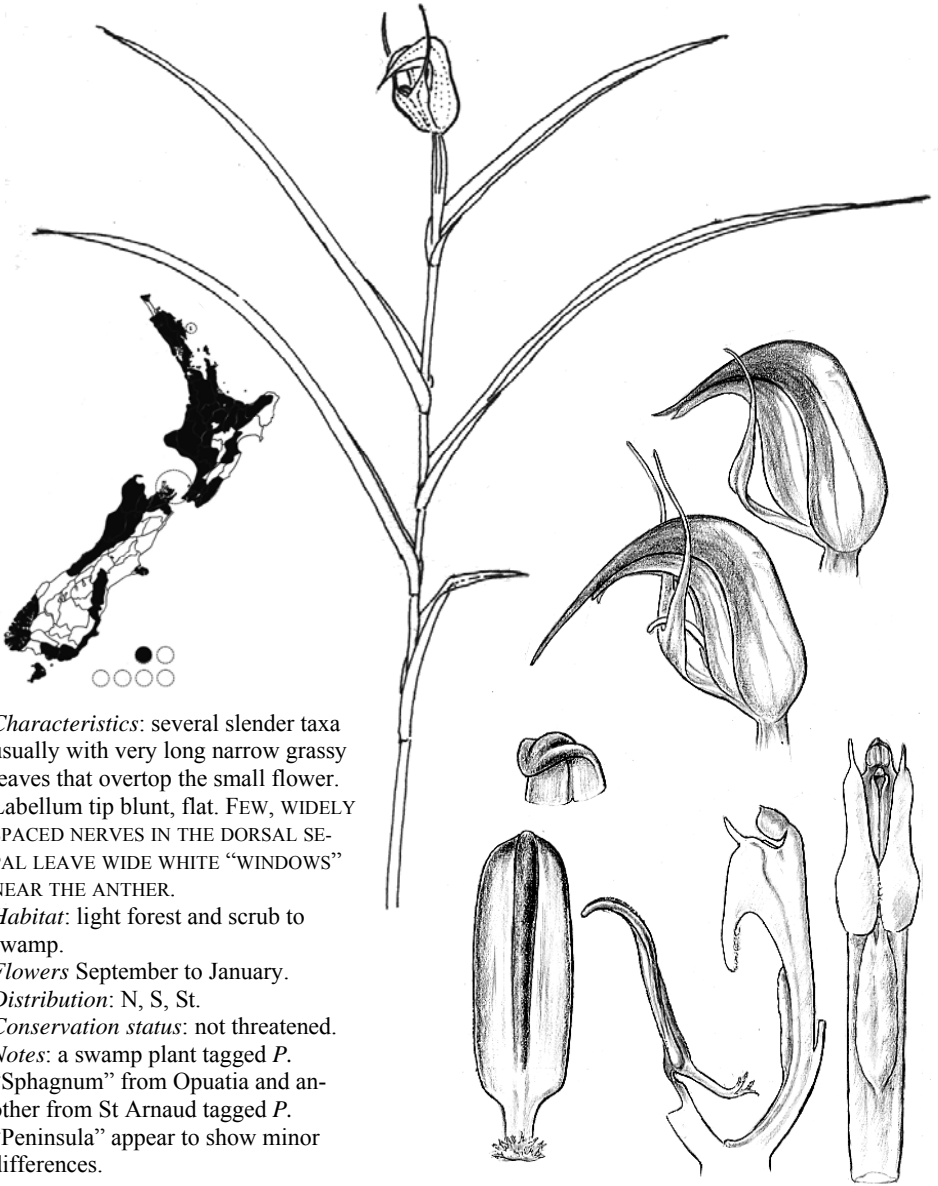 Characteristics: several slender taxa
usually with very long narrow grassy
leaves that overtop the small flower.
Labellum tip blunt, flat. FEW, WIDELY
SPACED NERVES IN THE DORSAL SE-
PAL LEAVE WIDE WHITE “WINDOWS”
NEAR THE ANTHER.
Habitat: light forest and scrub to
swamp.
Flowers September to January.
Distribution: N, S, St.
Conservation status: not threatened.
Notes: a swamp plant tagged P.
“Sphagnum” from Opuatia and an-
other from St Arnaud tagged P.
“Peninsula” appear to show minor
differences.